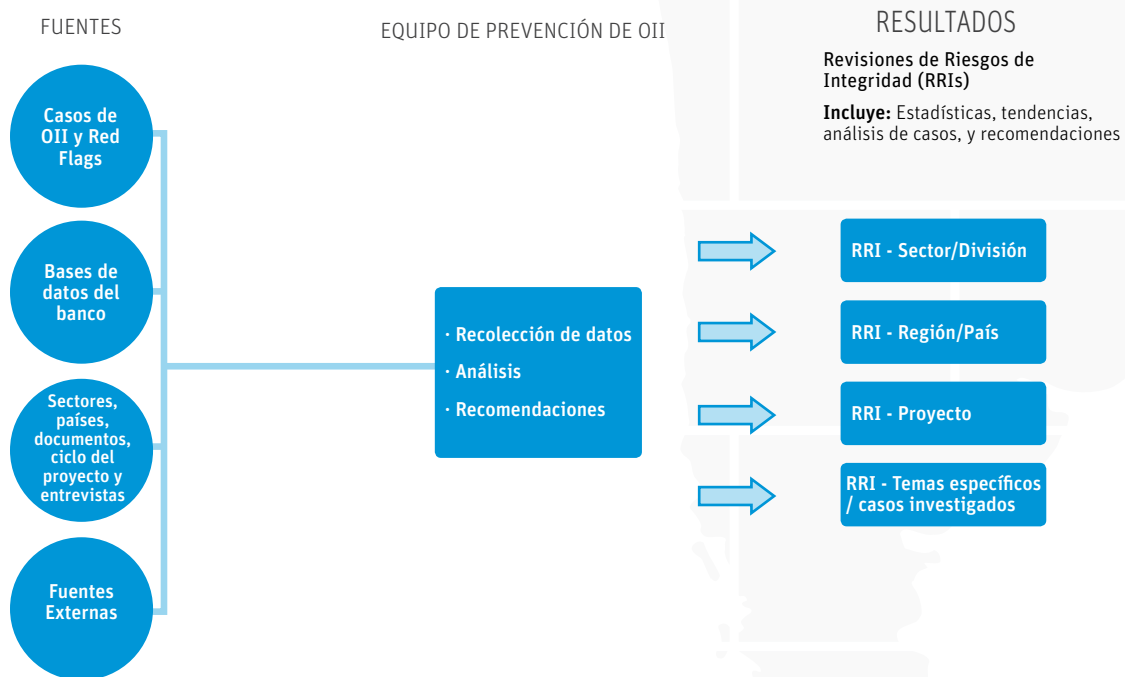 FUENTES
Casos de
OII y Red
Flags
Bases de
datos del
banco
Sectores,
países,
documentos,
ciclo del
proyecto y
entrevistas
Fuentes
Externas
EQUIPO DE PREVENCIÓN DE OII
· Recolección de datos
· Análisis
· Recomendaciones
RESULTADOS
Revisiones de Riesgos de
Integridad (RRIs)
Incluye: Estadísticas, tendencias,
análisis de casos, y recomendaciones
RRI - Sector/División
RRI - Región/País
RRI - Proyecto
RRI - Temas específicos
/ casos investigados